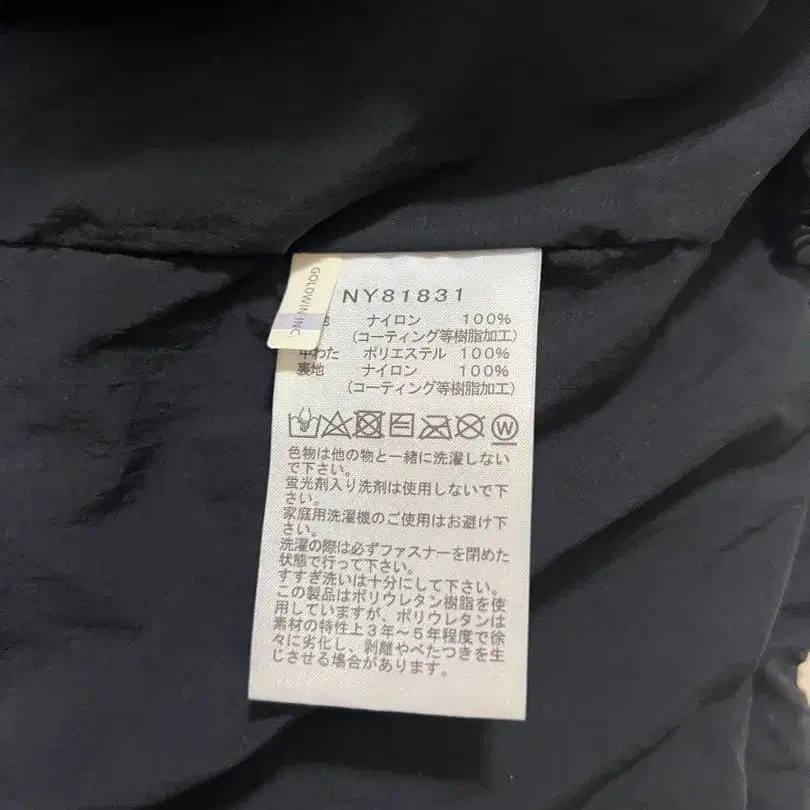 GOLDWIN INC.
NY81831
地 ナイロン 100%
(コーティング等樹脂加工)
中わた ポリエステル 100%
裏地 ナイロン 100%
(コーティング等樹脂加工)
W
色物は他の物と一緒に洗濯しない
で下さい。
蛍光剤入り洗剤は使用しないで下
さい。
家庭用洗濯機のご使用はお避け下
さい。
洗濯の際は必ずファスナーを閉めた
状態で行って下さい。
すすぎ洗いは十分にして下さい。
この製品はポリウレタン樹脂を使
用していますが、ポリウレタンは
素材の特性上3年~5年程度で徐
々に劣化し、剥離やべたつきを生
じさせる場合があります。